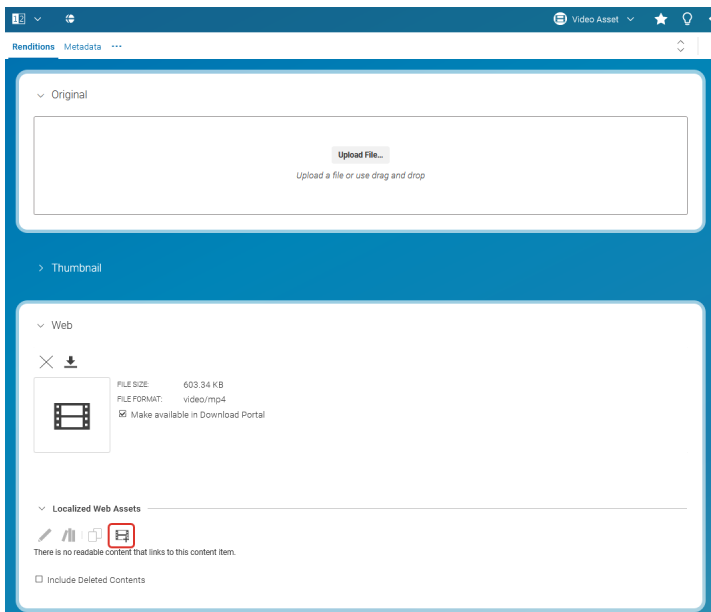 Video Asset
Renditions Metadata ···
Original
Upload File...
Upload a file or use drag and drop
Thumbnail
Web
FILE SIZE: 603.34 KB
FILE FORMAT: video/mp4
Make available in Download Portal
Localized Web Assets
There is no readable content that links to this content item.
Include Deleted Contents